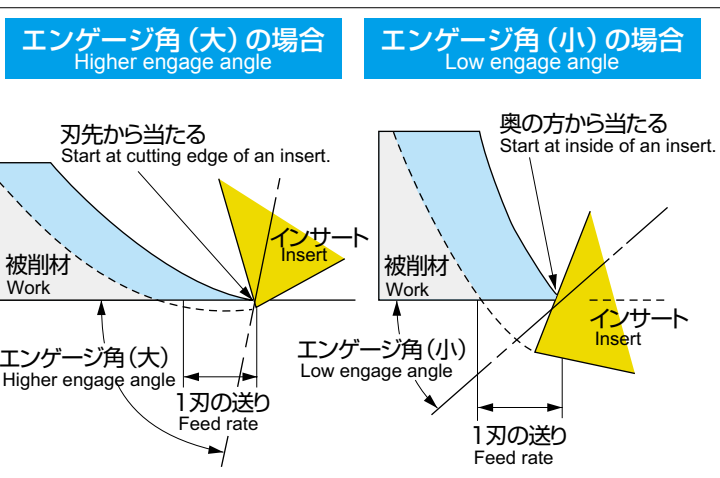 エンゲージ角（大）の場合
Higher engage angle
エンゲージ角（小）の場合
Low engage angle
刃先から当たる
Start at cutting edge of an insert.
インサート
Insert
被削材
Work
エンゲージ角（大）
Higher engage angle
1刃の送り
Feed rate
奥の方から当たる
Start at inside of an insert.
被削材
Work
インサート
Insert
エンゲージ角（小）
Low engage angle
1刃の送り
Feed rate